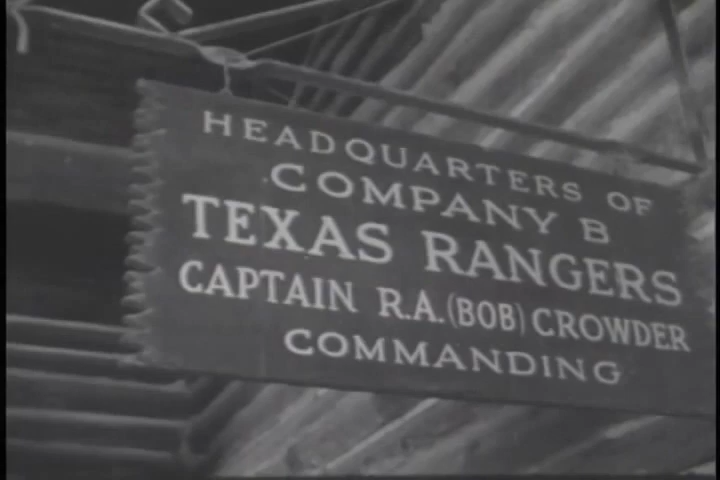 HEADQUARTERS OF
COMPANY B
TEXAS RANGERS
CAPTAIN R.A. (BOB) CROWDER
COMMANDING